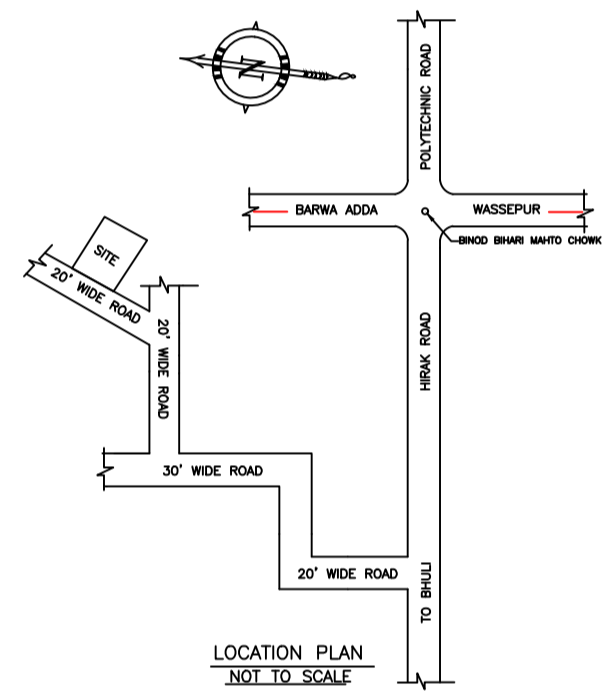 N
POLYTECHNIC ROAD
BARWA ADDA
WASSEPUR
BINOD BIHARI MAHTO CHOWK
SITE
20' WIDE ROAD
20' WIDE ROAD
HIRAK ROAD
30' WIDE ROAD
20' WIDE ROAD
TO BHULI
LOCATION PLAN
NOT TO SCALE